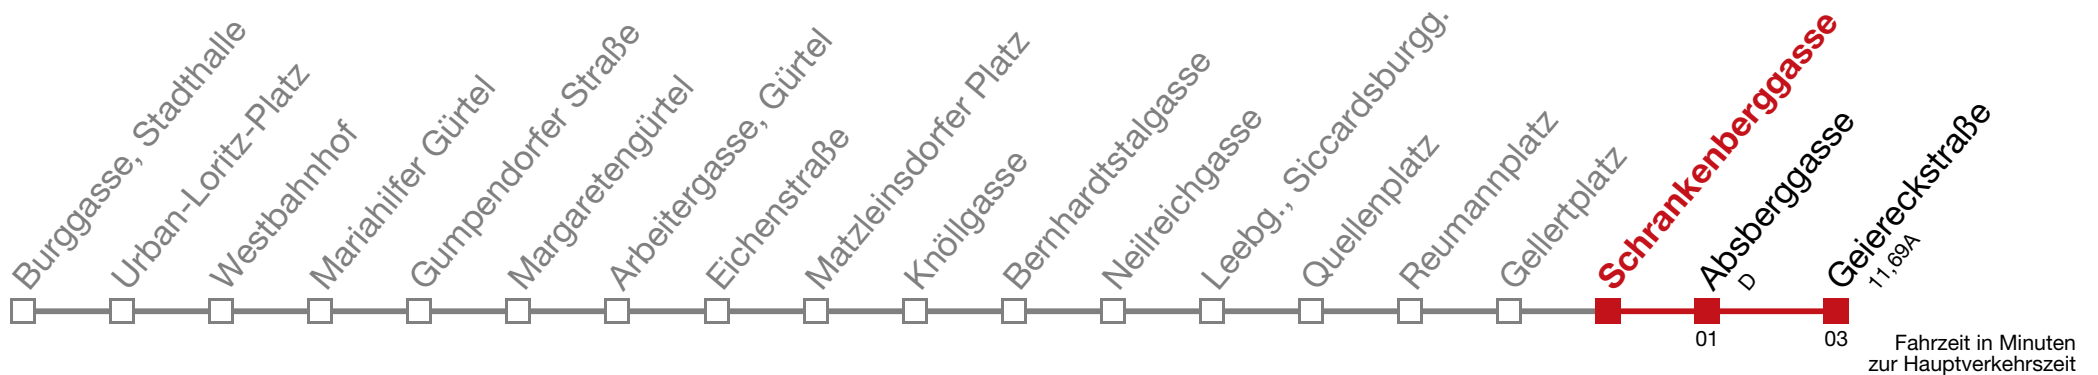 Burggasse, Stadthalle
Urban-Loritz-Platz
Westbahnhof
Mariahilfer Gürtel
Gumpendorfer Straße
Margaretengürtel
Arbeitergasse, Gürtel
Eichenstraße
Matzleinsdorfer Platz
Knöllgasse
Bernhardtstalgasse
Neilreichgasse
Leebg., Siccardsburgg.
Quellenplatz
Reumannplatz
Gellertplatz
Schrankenberggasse
Absberggasse
D
Geiereckstraße
11,69A
01
03
Fahrzeit in Minuten
zur Hauptverkehrszeit